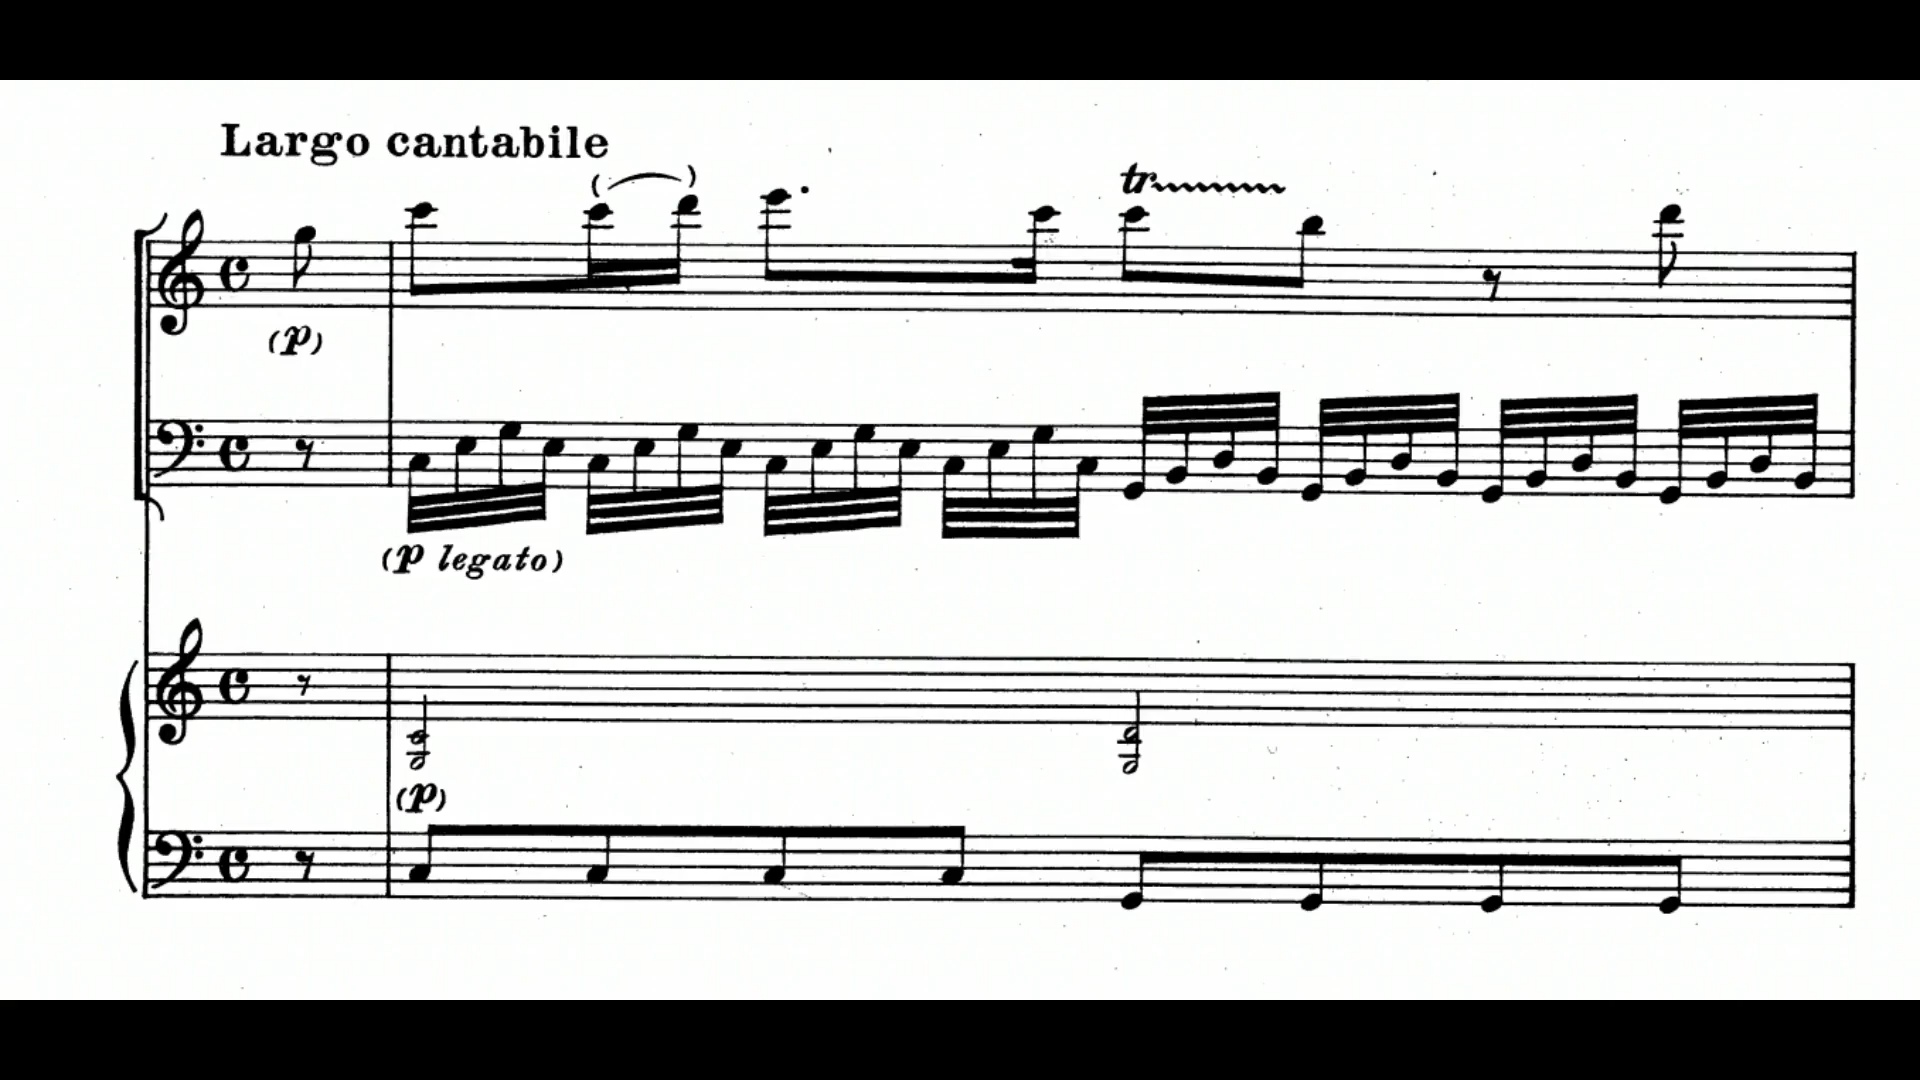 Largo cantabile
tr
(p)
(p legato)
(p)